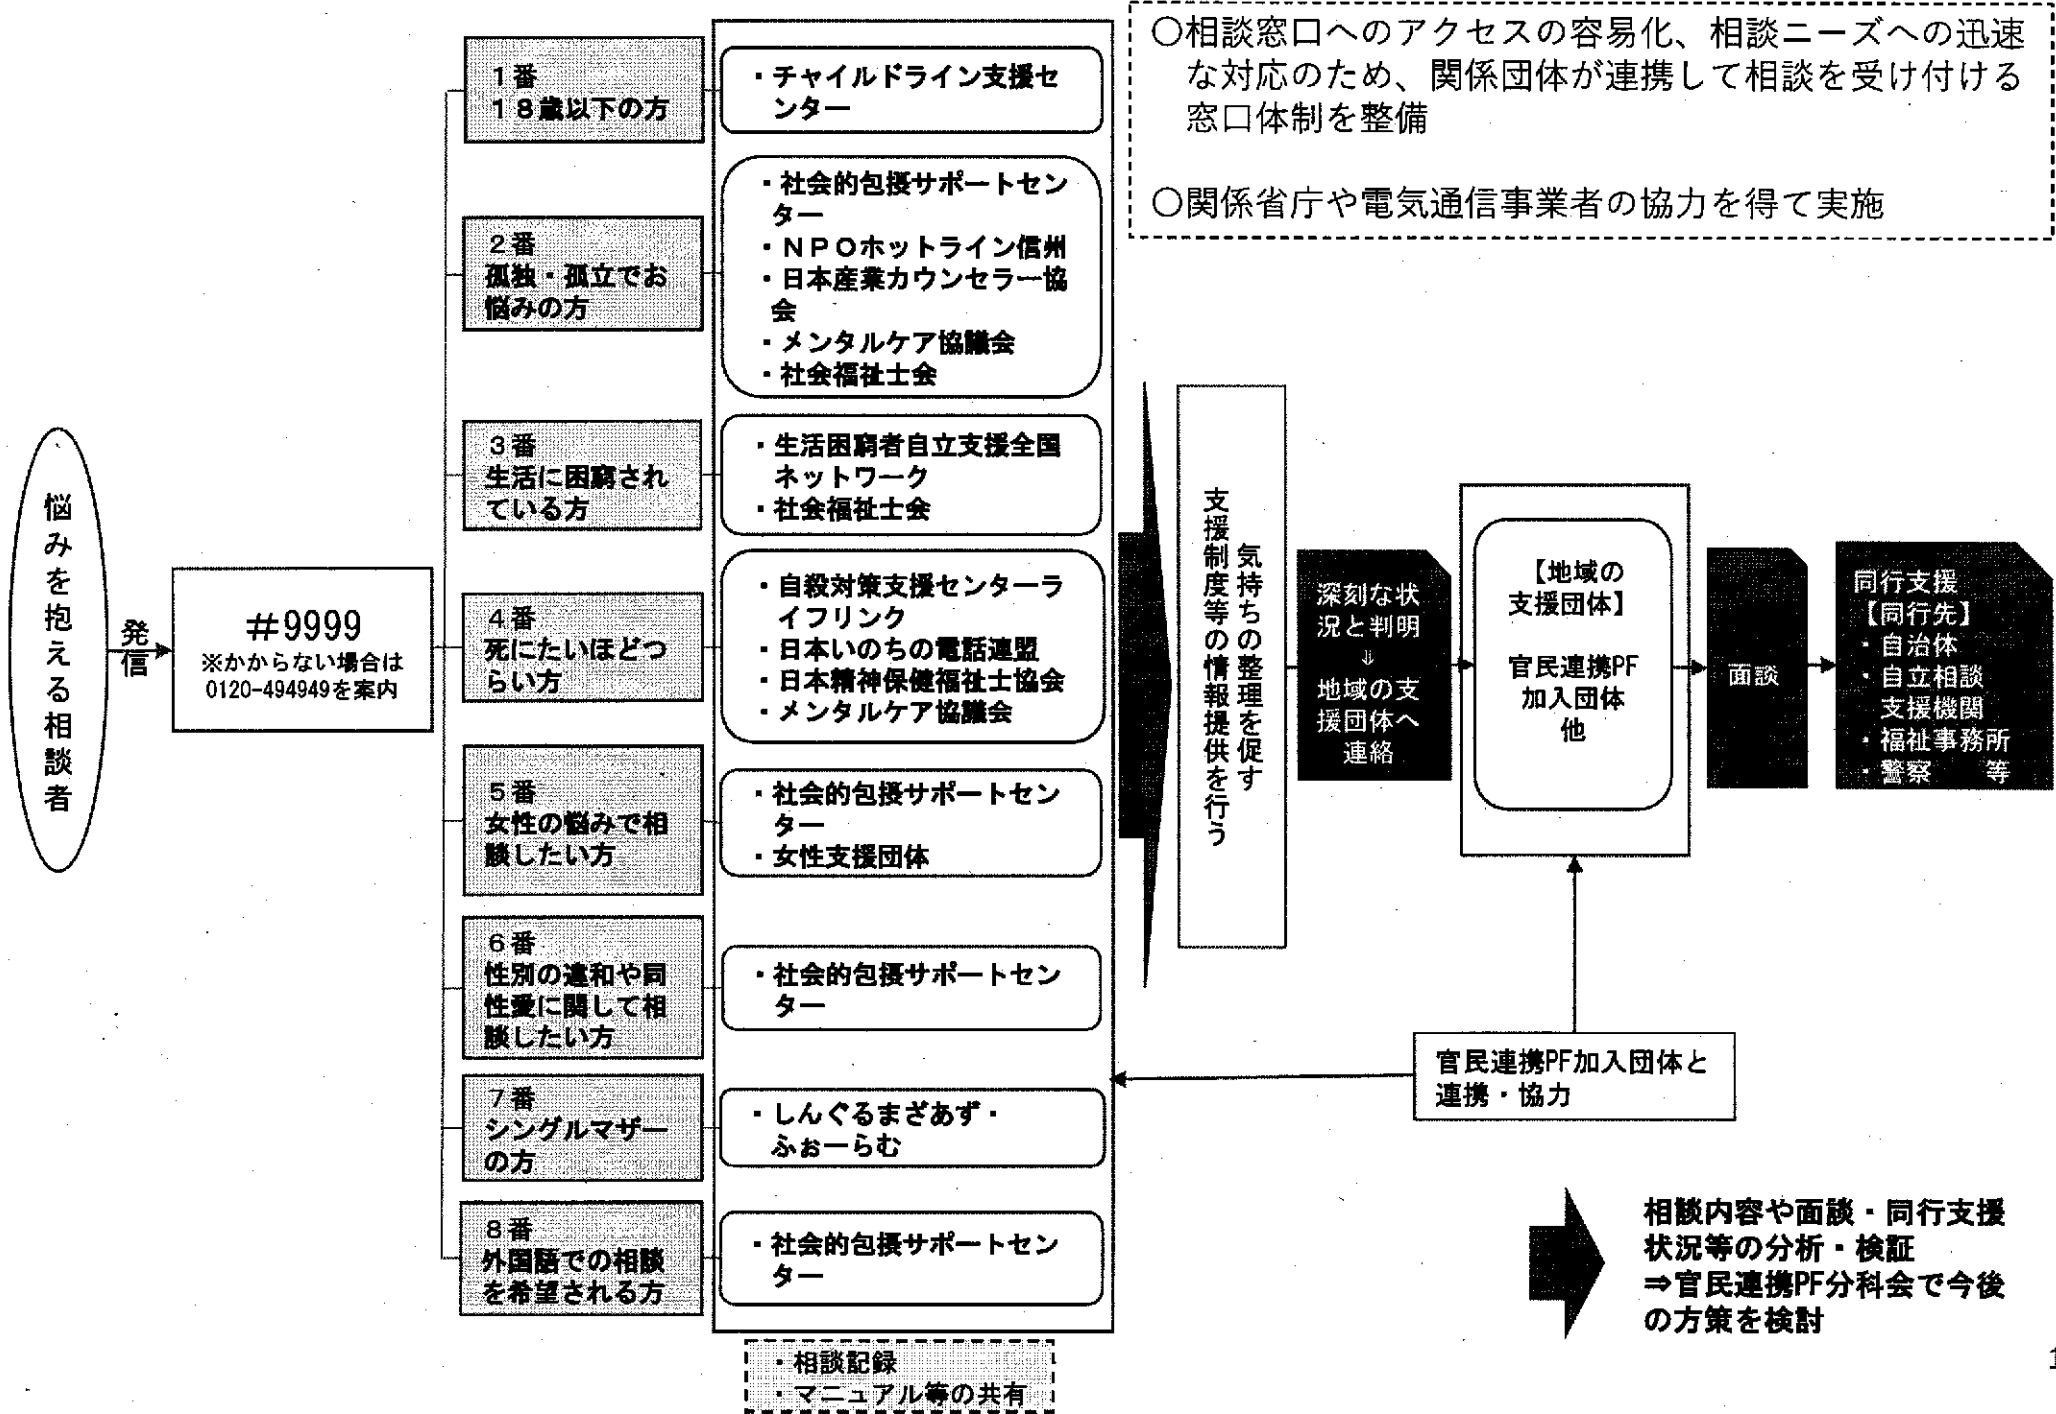 ○相談窓口へのアクセスの容易化、相談ニーズへの迅速
な対応のため、関係団体が連携して相談を受け付ける
窓口体制を整備
○関係省庁や電気通信事業者の協力を得て実施
悩みを抱える相談者
発信
#9999
※かからない場合は
0120-494949を案内
1番
18歳以下の方
・チャイルドライン支援セ
ンター
2番
孤独・孤立でお
悩みの方
・社会的包摂サポートセン
ター
・NPOホットライン信州
・日本産業カウンセラー協
会
・メンタルケア協議会
・社会福祉士会
3番
生活に困窮され
ている方
・生活困窮者自立支援全国
ネットワーク
・社会福祉士会
4番
死にたいほどつ
らい方
・自殺対策支援センターラ
イフリンク
・日本いのちの電話連盟
・日本精神保健福祉士協会
・メンタルケア協議会
5番
女性の悩みで相
談したい方
・社会的包摂サポートセン
ター
・女性支援団体
6番
性別の違和や同
性愛に関して相
談したい方
・社会的包摂サポートセン
ター
7番
シングルマザー
の方
・しんぐるまざあず・
ふぉーらむ
8番
外国語での相談
を希望される方
・社会的包摂サポートセン
ター
・相談記録
・マニュアル等の共有
気持ちの整理を促す
支援制度等の情報提供を行う
深刻な状
況と判明
⇓
地域の支
援団体へ
連絡
【地域の
支援団体】
官民連携PF
加入団体
他
面談
同行支援
【同行先】
・自治体
・自立相談
支援機関
・福祉事務所
・警察　等
官民連携PF加入団体と
連携・協力
相談内容や面談・同行支援
状況等の分析・検証
⇒官民連携PF分科会で今後
の方策を検討
1